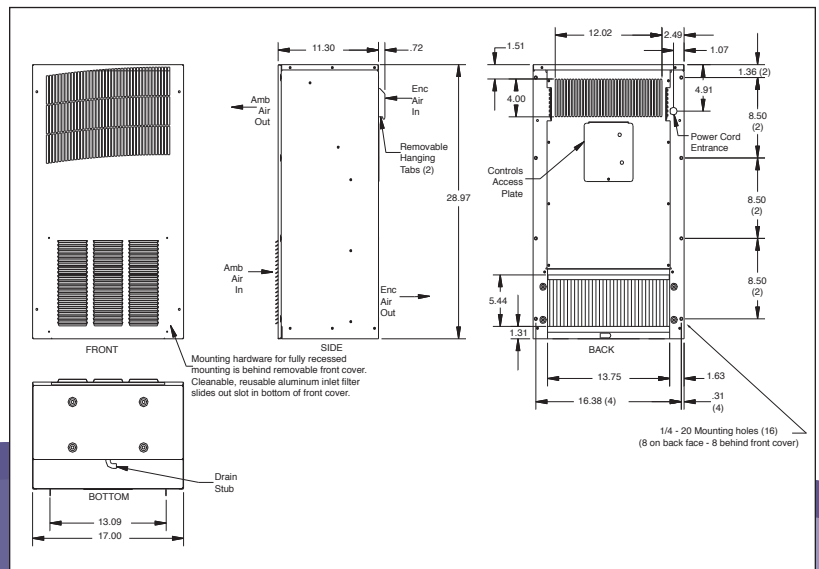 11.30
.72
Amb
Air
Out
Enc
Air
In
Removable
Hanging
Tabs (2)
28.97
Amb
Air
In
Enc
Air
Out
FRONT
Mounting hardware for fully recessed
mounting is behind removable front cover.
Cleanable, reusable aluminum inlet filter
slides out slot in bottom of front cover.
SIDE
12.02
2.49
1.51
1.07
1.36 (2)
4.00
4.91
8.50
(2)
Power Cord
Entrance
Controls
Access
Plate
8.50
(2)
8.50
(2)
5.44
1.31
BACK
13.75
1.63
16.38 (4)
.31
(4)
1/4 - 20 Mounting holes (16)
(8 on back face - 8 behind front cover)
Drain
Stub
BOTTOM
13.09
17.00